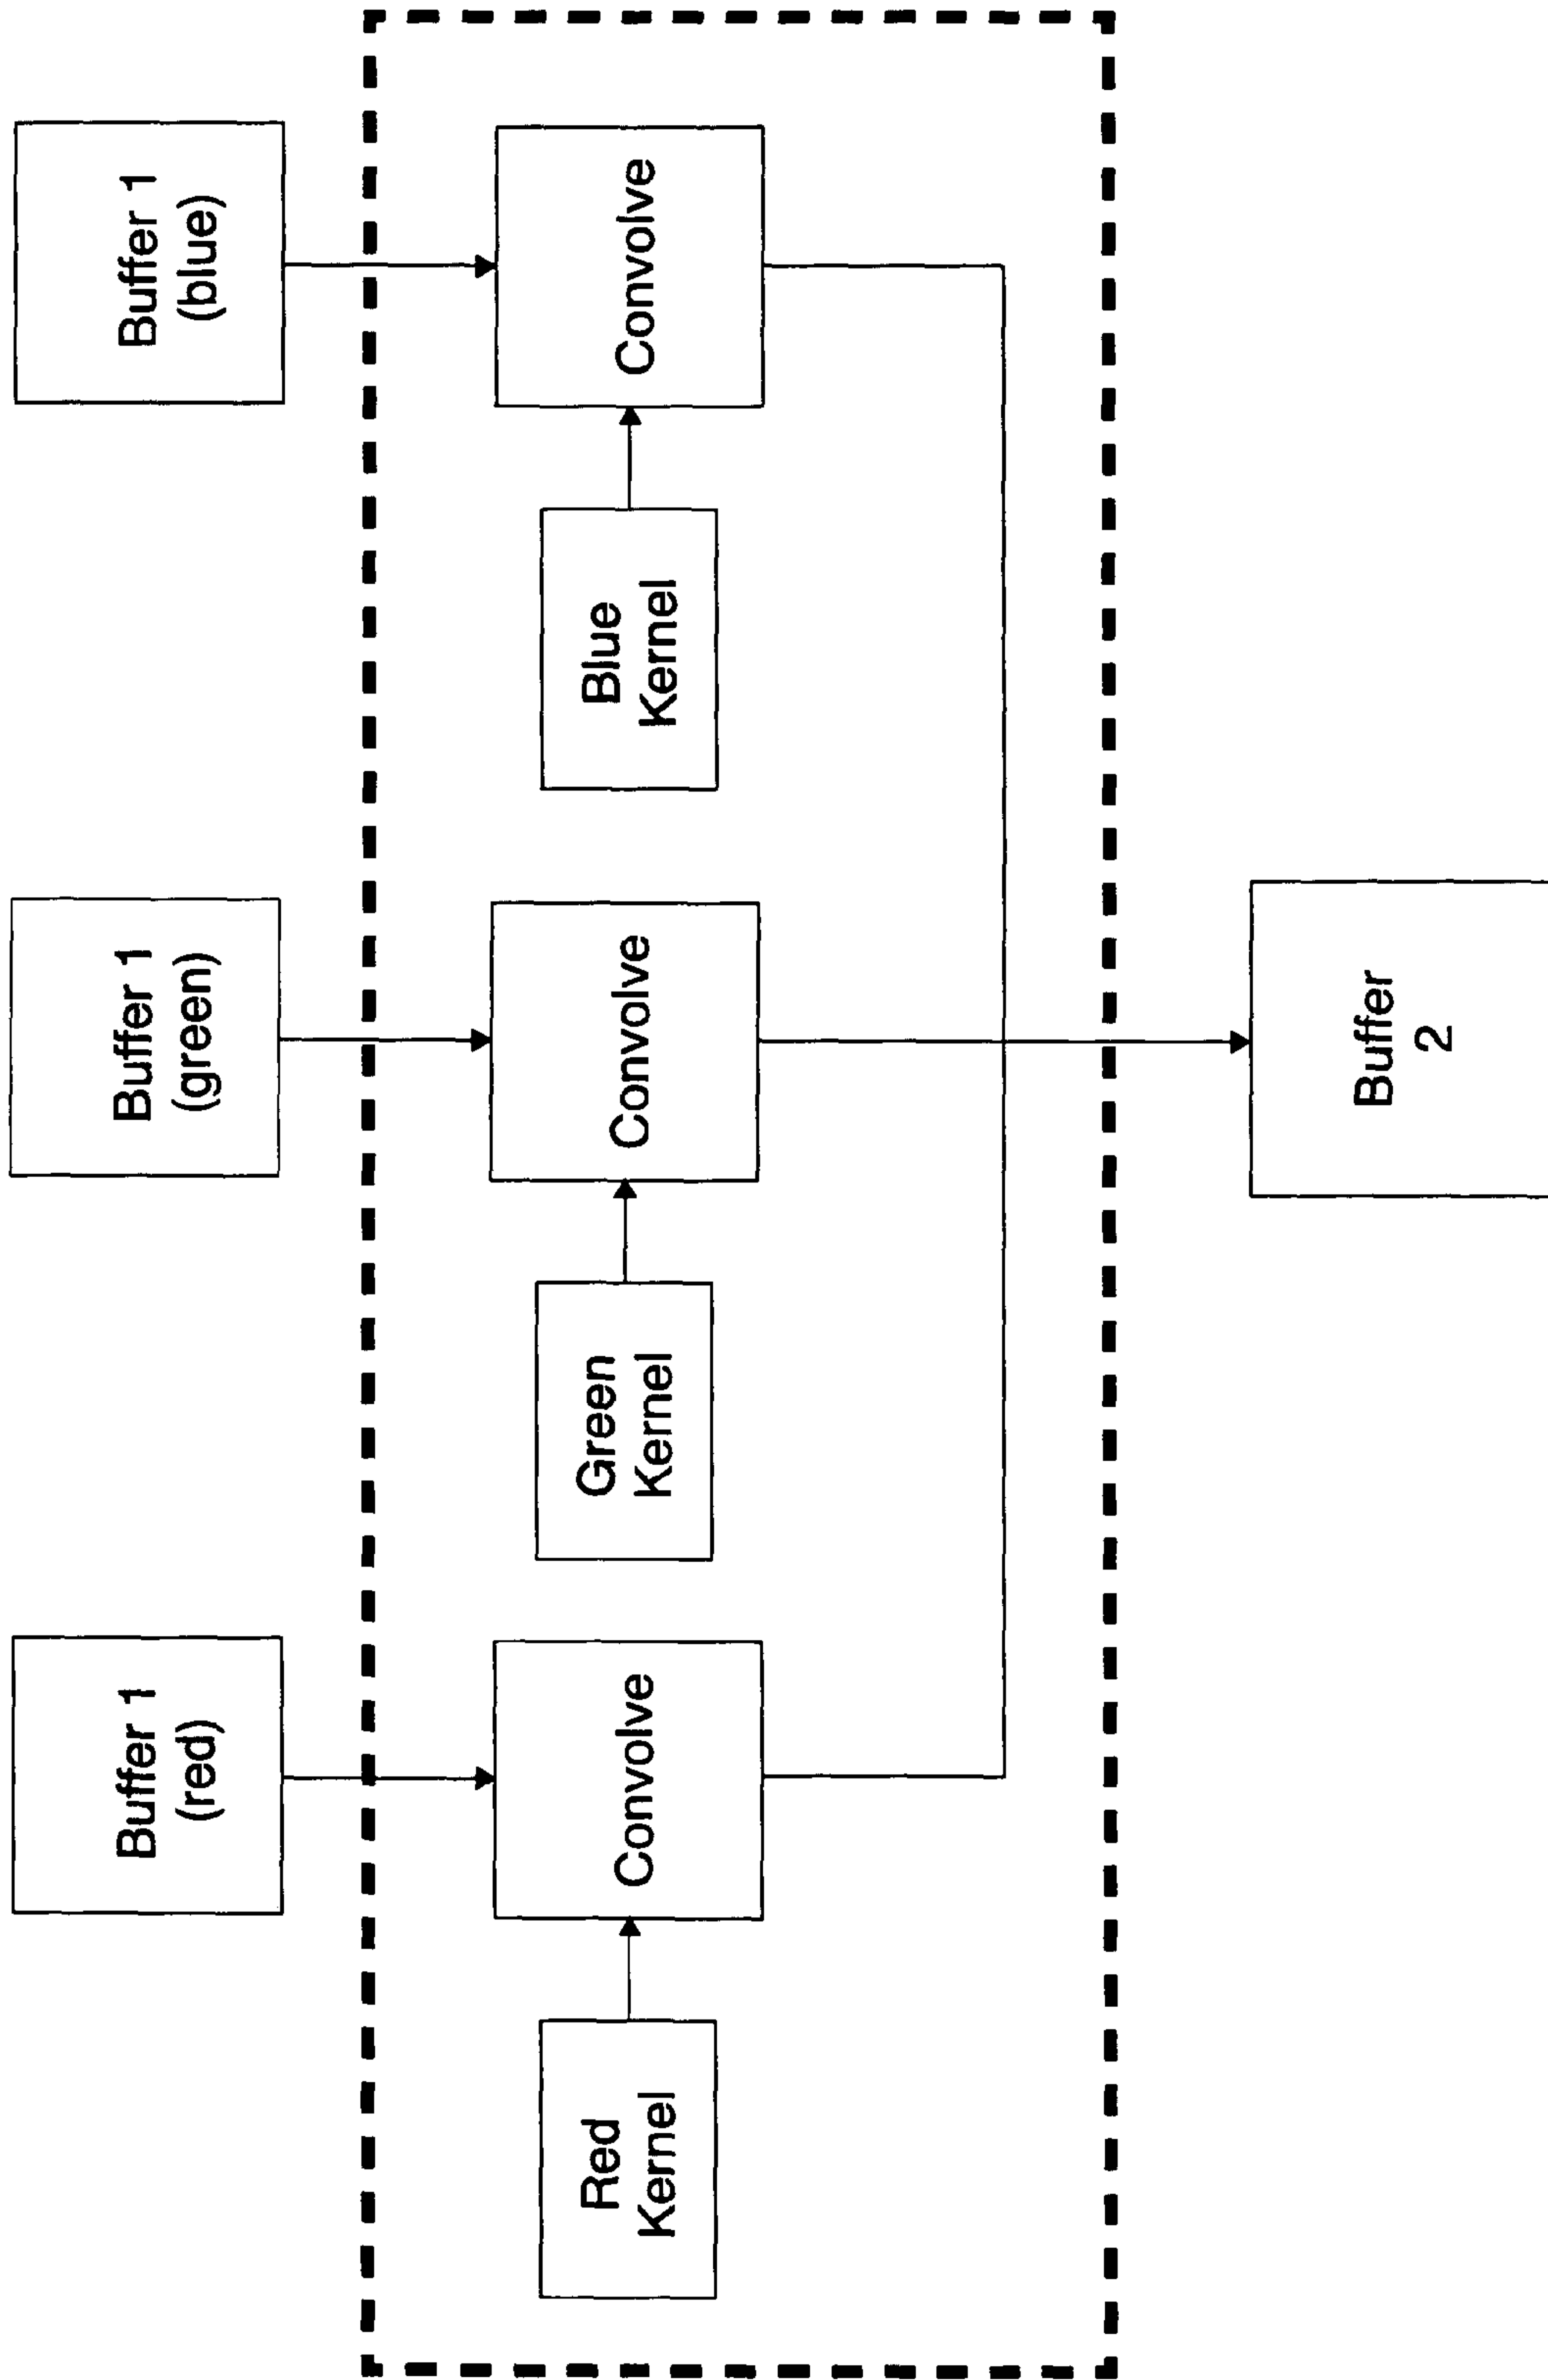 Buffer 1
(red)
Buffer 1
(green)
Buffer 1
(blue)
Red
Kernel
Convolve
Green
Kernel
Convolve
Blue
Kernel
Convolve
Buffer
2